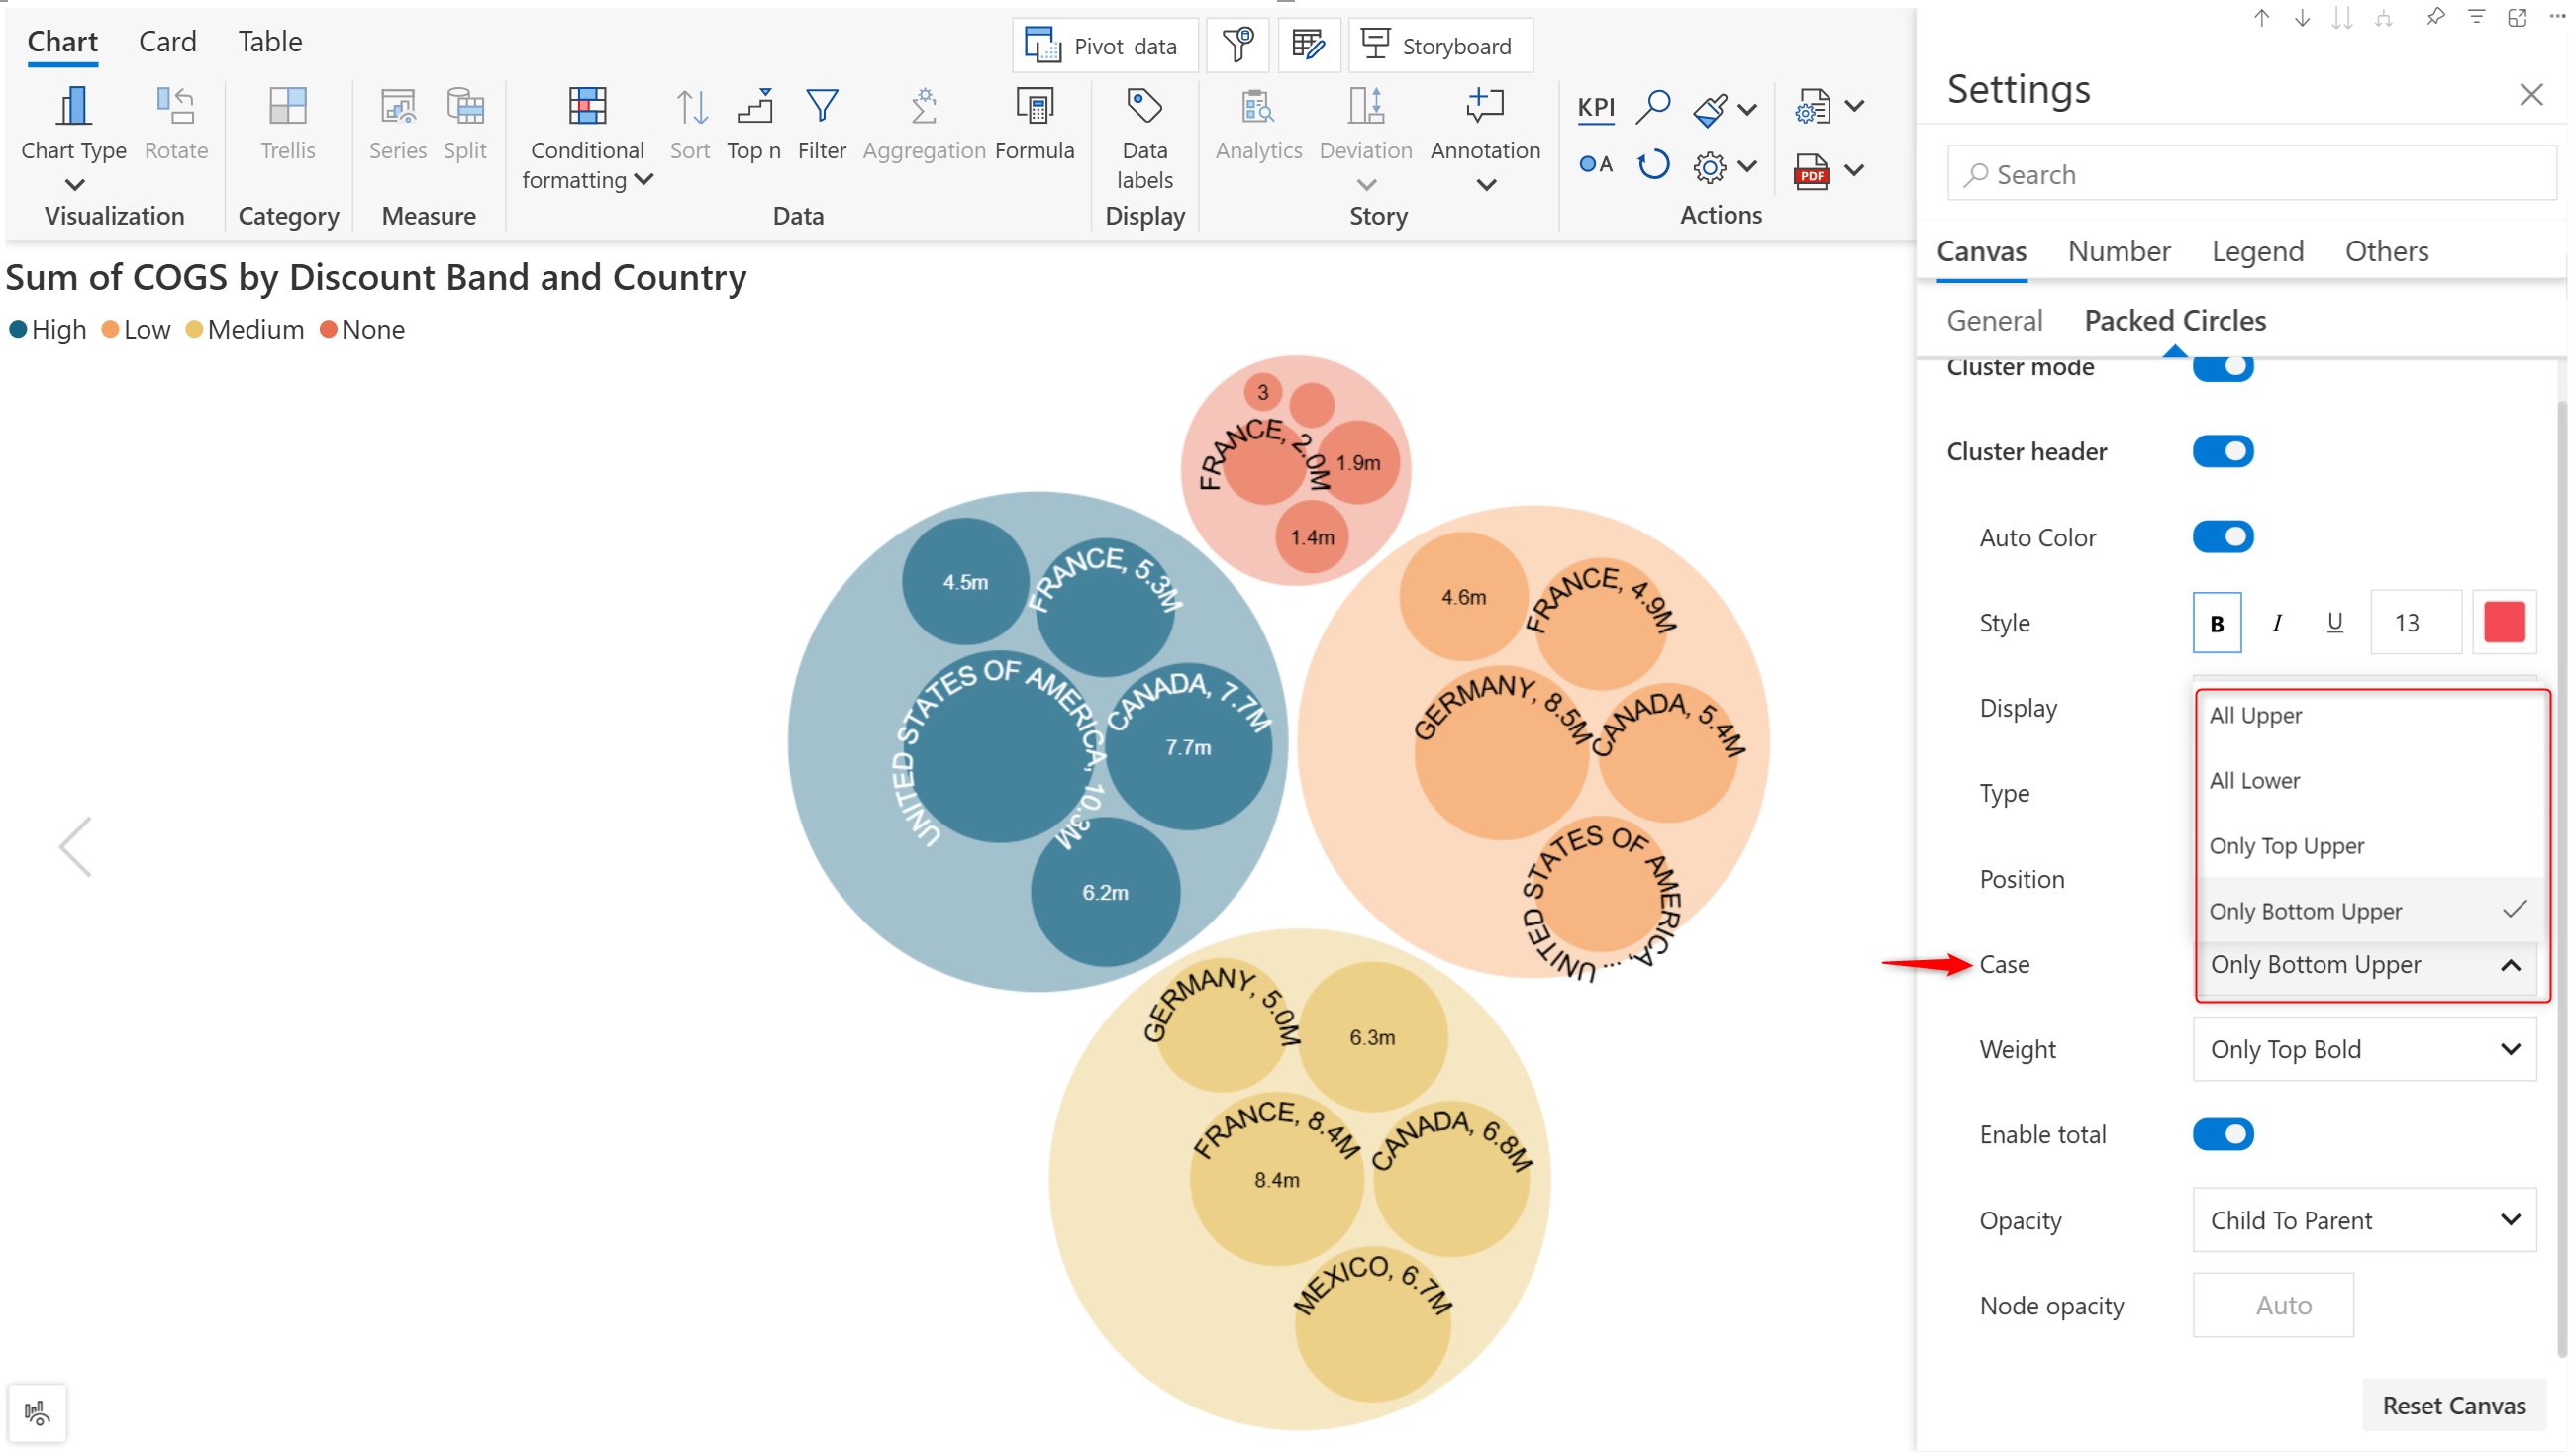 Chart Card Table
Pivot data
Storyboard
Chart Type
Rotate
Trellis
Series
Split
Conditional formatting
Sort
Top n
Filter
Aggregation
Formula
Data labels
Analytics
Deviation
Annotation
KPI
A
PDF
Visualization
Category
Measure
Data
Display
Story
Actions
Sum of COGS by Discount Band and Country
High Low Medium None
3
FRANCE, 2.0M
1.9m
1.4m
4.5m
FRANCE, 5.3M
UNITED STATES OF AMERICA, 10.3M
CANADA, 7.7M
7.7m
6.2m
4.6m
FRANCE, 4.9M
GERMANY, 8.5M
CANADA, 5.4M
UNITED STATES OF AMERICA, ...
GERMANY, 5.0M
6.3m
FRANCE, 8.4M
8.4m
CANADA, 6.8M
MEXICO, 6.7M
Settings
Search
Canvas Number Legend Others
General Packed Circles
Cluster mode
Cluster header
Auto Color
Style B I U 13
Display
All Upper
All Lower
Type
Only Top Upper
Position
Only Bottom Upper
Case Only Bottom Upper
Weight Only Top Bold
Enable total
Opacity Child To Parent
Node opacity Auto
Reset Canvas